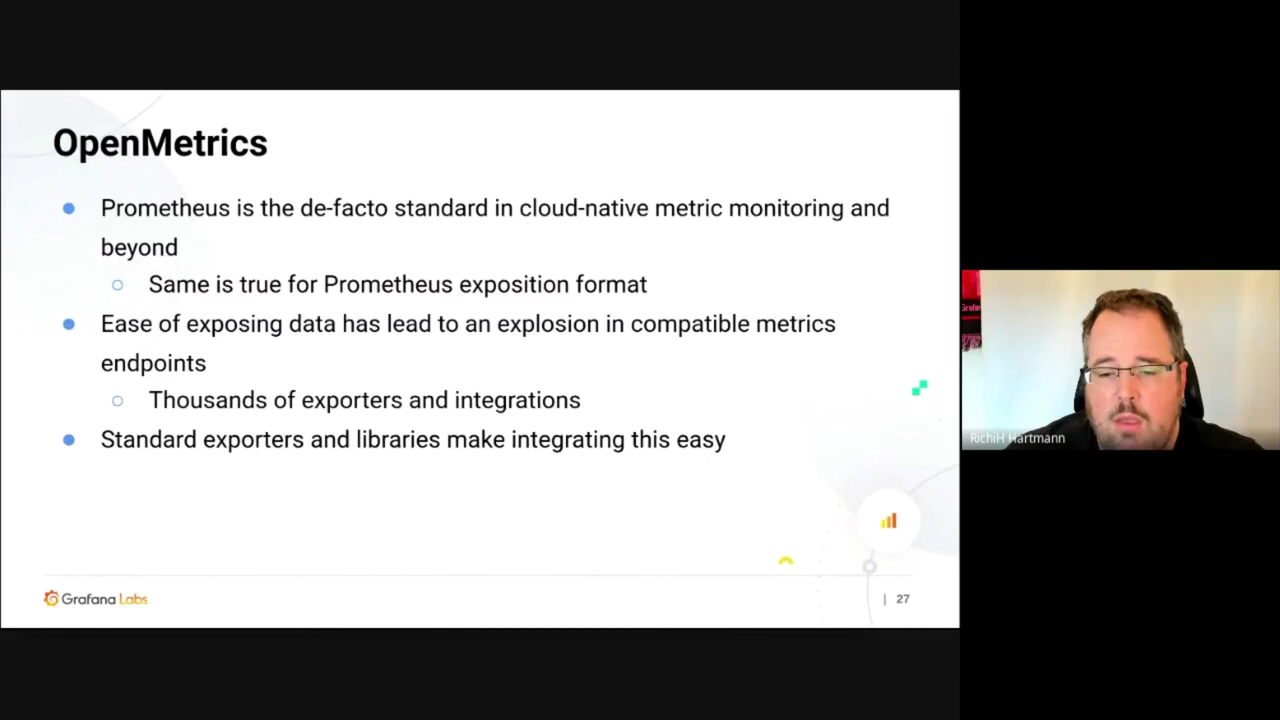 OpenMetrics
Prometheus is the de-facto standard in cloud-native metric monitoring and
beyond
Same is true for Prometheus exposition format
Ease of exposing data has lead to an explosion in compatible metrics
endpoints
Thousands of exporters and integrations
Standard exporters and libraries make integrating this easy
Grafana Labs
| 27
Grafan
RichiH Hartmann